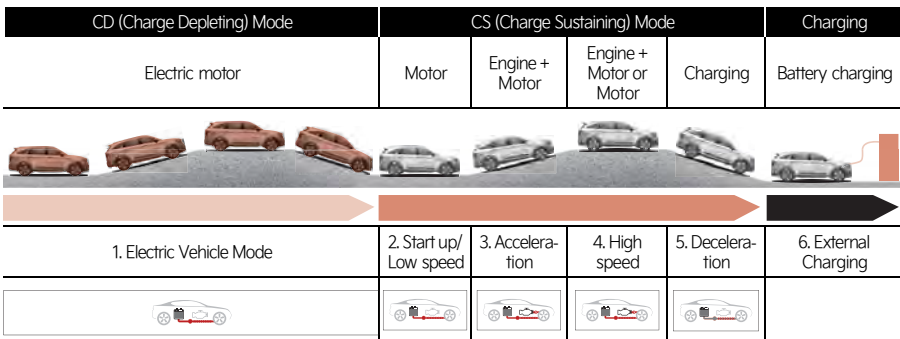 CD (Charge Depleting) Mode
CS (Charge Sustaining) Mode
Charging
Electric motor
Motor
Engine +
Motor
Engine +
Motor or
Motor
Charging
Battery charging
1. Electric Vehicle Mode
2. Start up/
Low speed
3. Accelera-
tion
4. High
speed
5. Decelera-
tion
6. External
Charging